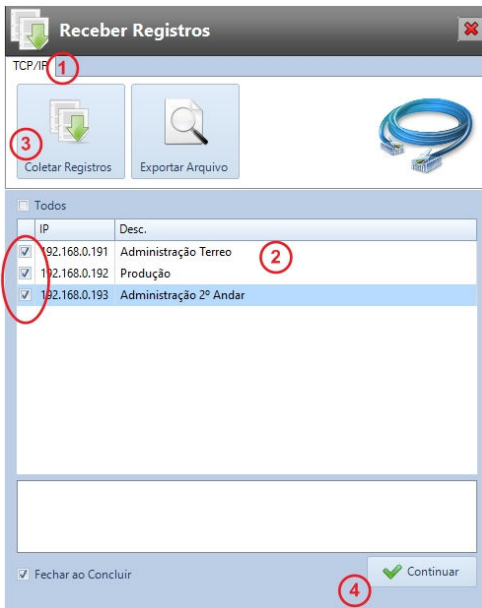 Receber Registros
TCP/IP 1
3
Coletar Registros Exportar Arquivo
Todos
IP Desc.
192.168.0.191 Administração Terreo
2
192.168.0.192 Produção
192.168.0.193 Administração 2º Andar
Fechar ao Concluir
Continuar
4